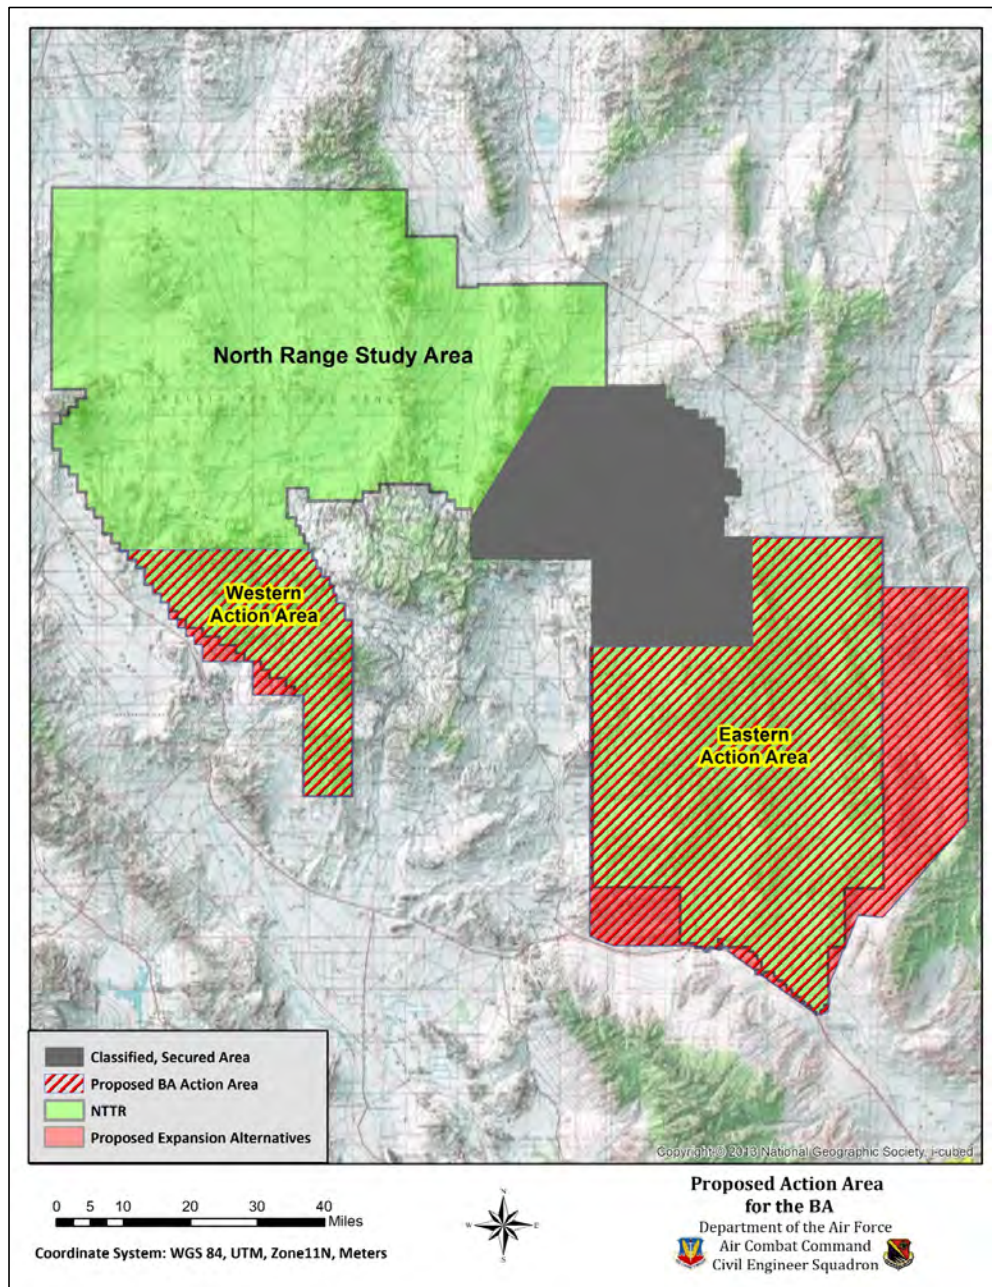 North Range Study Area
Western
Action Area
Eastern
Action Area
Classified, Secured Area
Proposed BA Action Area
NTTR
Proposed Expansion Alternatives
Copyright:© 2013 National Geographic Society, i-cubed
0 5 10 20 30 40
Miles
Coordinate System: WGS 84, UTM, Zone11N, Meters
N
W E
S
Proposed Action Area
for the BA
Department of the Air Force
Air Combat Command
Civil Engineer Squadron